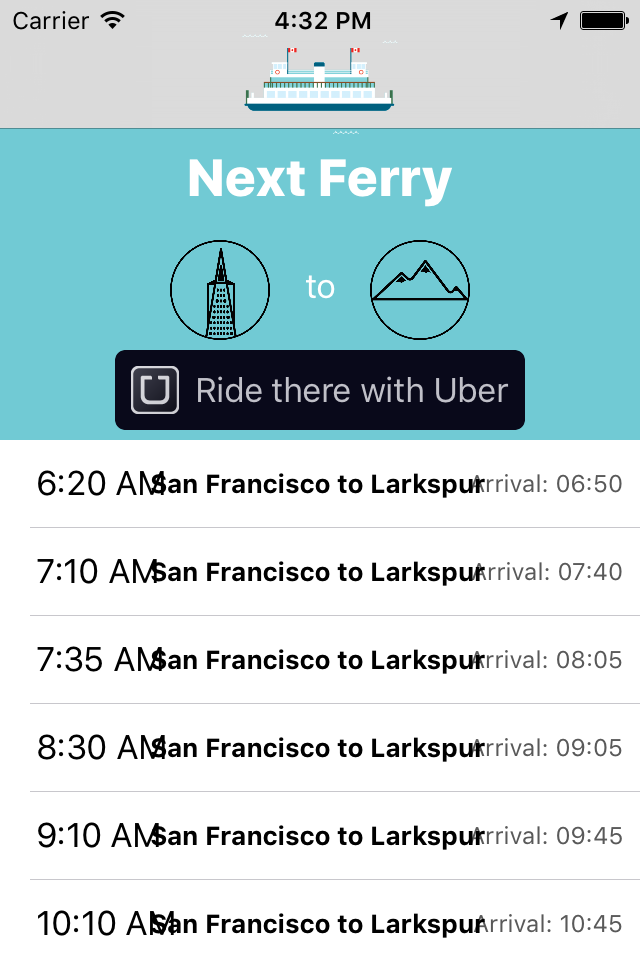 Carrier 4:32 PM
Next Ferry
to
Ride there with Uber
6:20 AM San Francisco to Larkspur Arrival: 06:50
7:10 AM San Francisco to Larkspur Arrival: 07:40
7:35 AM San Francisco to Larkspur Arrival: 08:05
8:30 AM San Francisco to Larkspur Arrival: 09:05
9:10 AM San Francisco to Larkspur Arrival: 09:45
10:10 AM San Francisco to Larkspur Arrival: 10:45